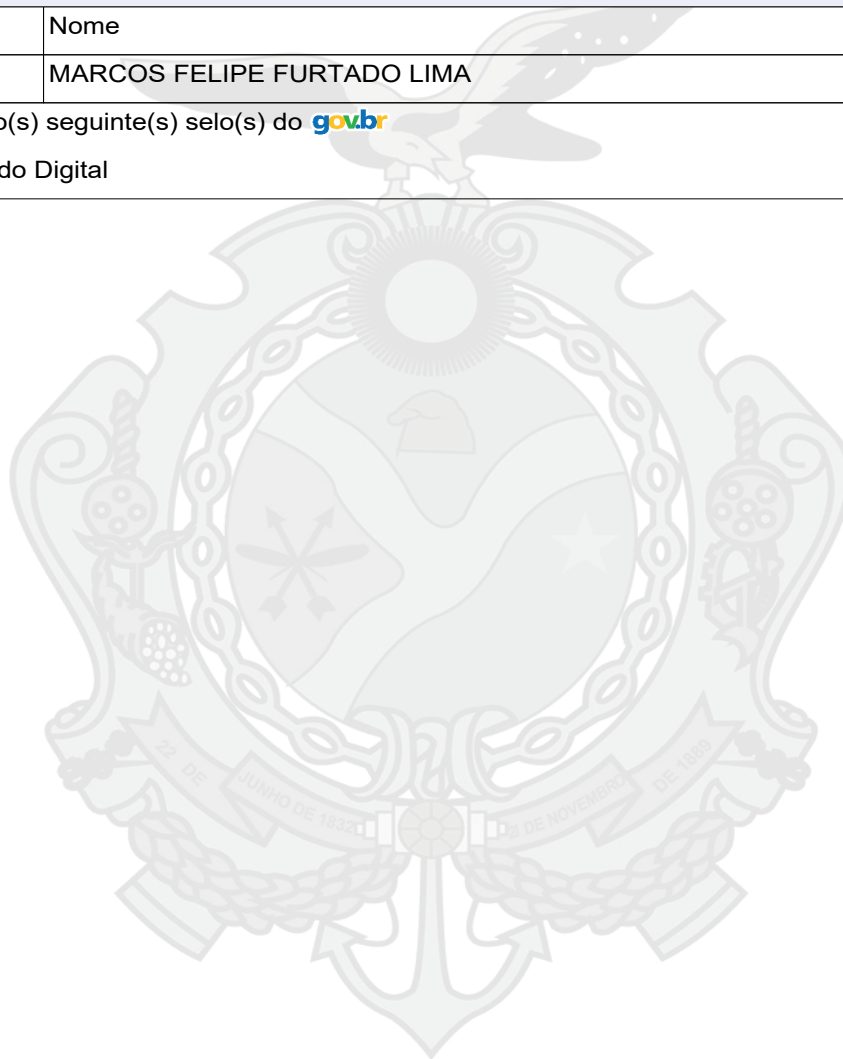 Nome
MARCOS FELIPE FURTADO LIMA
o(s) seguinte(s) selo(s) do gov.br
do Digital
22 DE
JUNHO DE 1832
21 DE NOVEMBRO
DE 1889